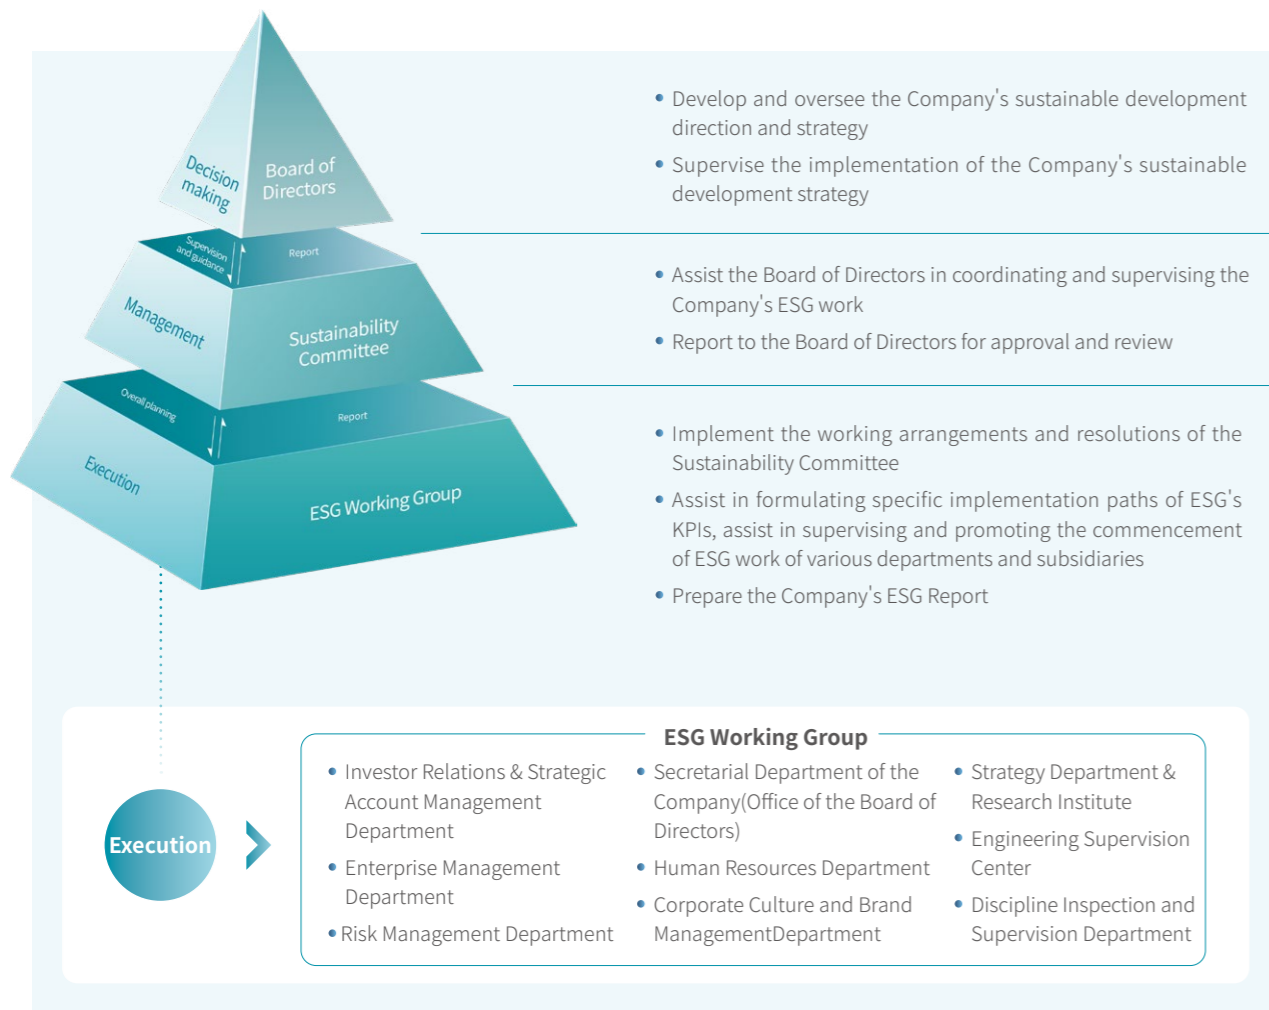 Decision
making
Board of
Directors
• Develop and oversee the Company's sustainable development
direction and strategy
• Supervise the implementation of the Company's sustainable
development strategy
Supervision
and guidance
Report
Management
Sustainability
Committee
• Assist the Board of Directors in coordinating and supervising the
Company's ESG work
• Report to the Board of Directors for approval and review
Overall planning
Report
Execution
ESG Working Group
• Implement the working arrangements and resolutions of the
Sustainability Committee
• Assist in formulating specific implementation paths of ESG's
KPIs, assist in supervising and promoting the commencement
of ESG work of various departments and subsidiaries
• Prepare the Company's ESG Report
Execution
ESG Working Group
• Investor Relations & Strategic
Account Management
Department
• Enterprise Management
Department
• Risk Management Department
• Secretarial Department of the
Company(Office of the Board of
Directors)
• Human Resources Department
• Corporate Culture and Brand
ManagementDepartment
• Strategy Department &
Research Institute
• Engineering Supervision
Center
• Discipline Inspection and
Supervision Department